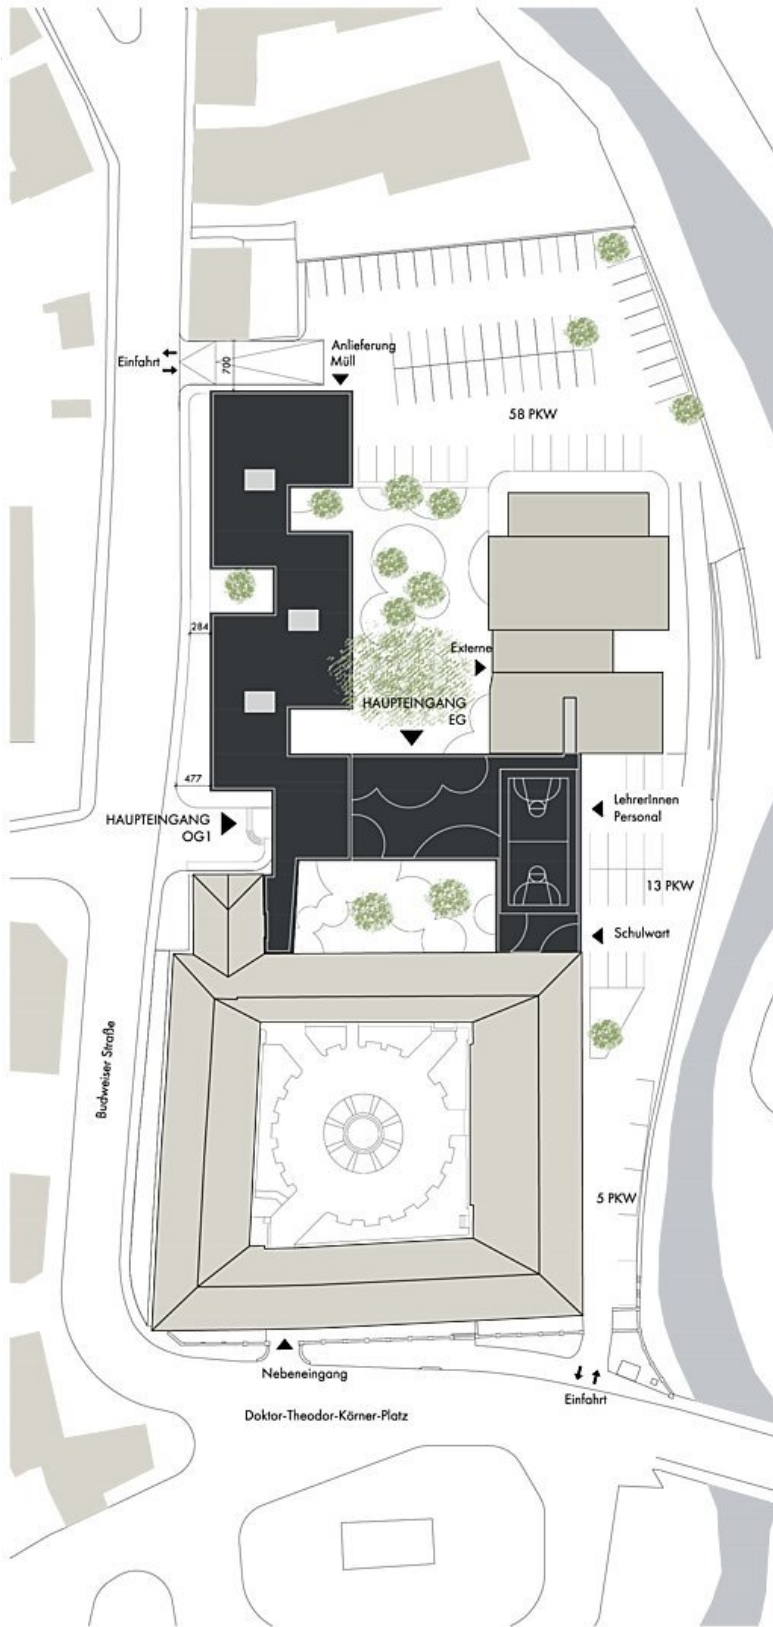 Anlieferung
Müll
Einfahrt
700
58 PKW
284
Externe
HAUPTEINGANG
EG
477
HAUPTEINGANG
OG1
LehrerInnen
Personal
13 PKW
Schulwart
Budweiser Straße
5 PKW
Nebeneingang
Einfahrt
Doktor-Theodor-Körner-Platz